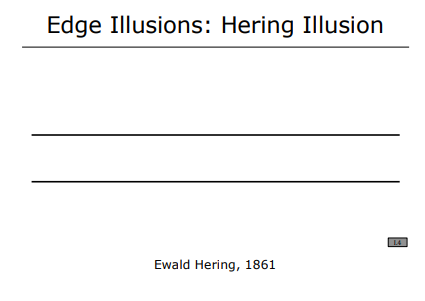 Edge Illusions: Hering Illusion
14
Ewald Hering, 1861